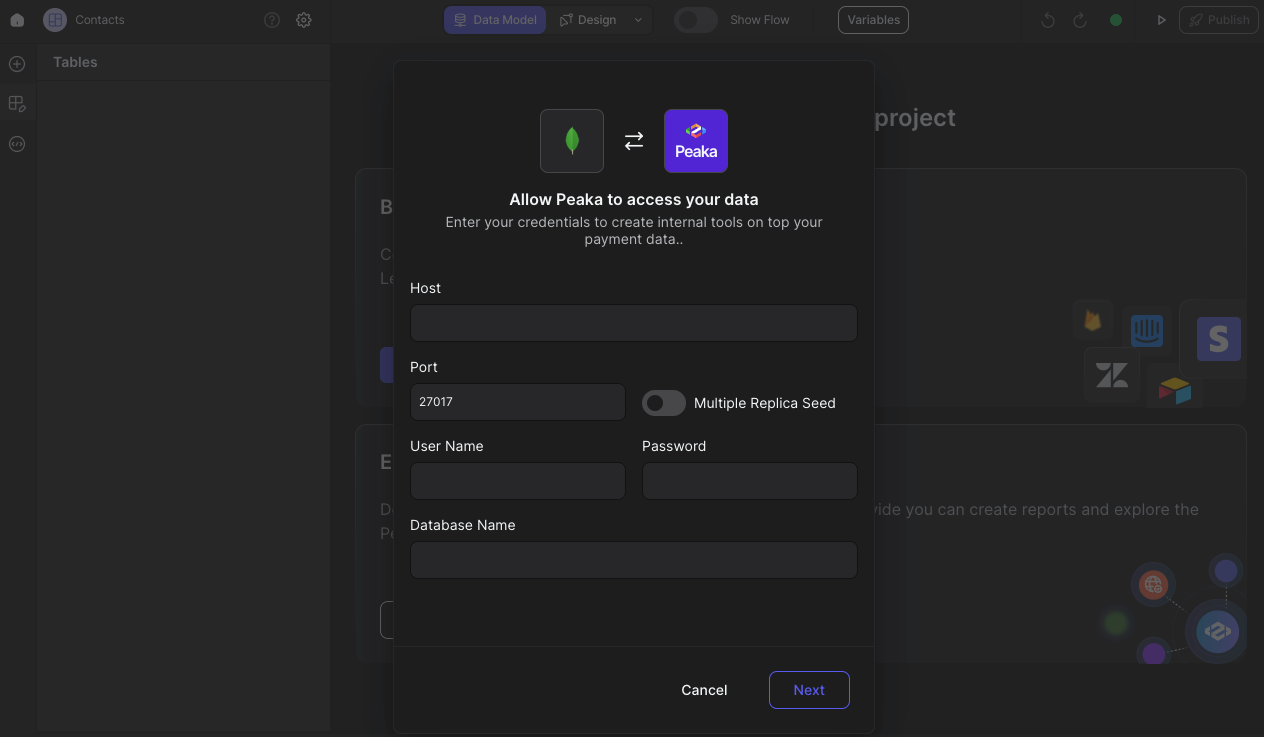 Contacts
Data Model
Design
Show Flow
Variables
Publish
Tables
project
Peaka
Allow Peaka to access your data
Enter your credentials to create internal tools on top your
payment data..
Host
Port
27017
Multiple Replica Seed
User Name
Password
Database Name
vide you can create reports and explore the
Cancel
Next